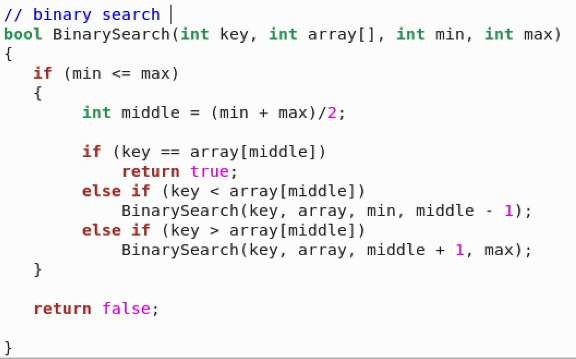 // binary search
bool BinarySearch(int key, int array[], int min, int max)
{
   if (min <= max)
   {
        int middle = (min + max)/2;

        if (key == array[middle])
            return true;
        else if (key < array[middle])
            BinarySearch(key, array, min, middle - 1);
        else if (key > array[middle])
            BinarySearch(key, array, middle + 1, max);
   }

   return false;

}